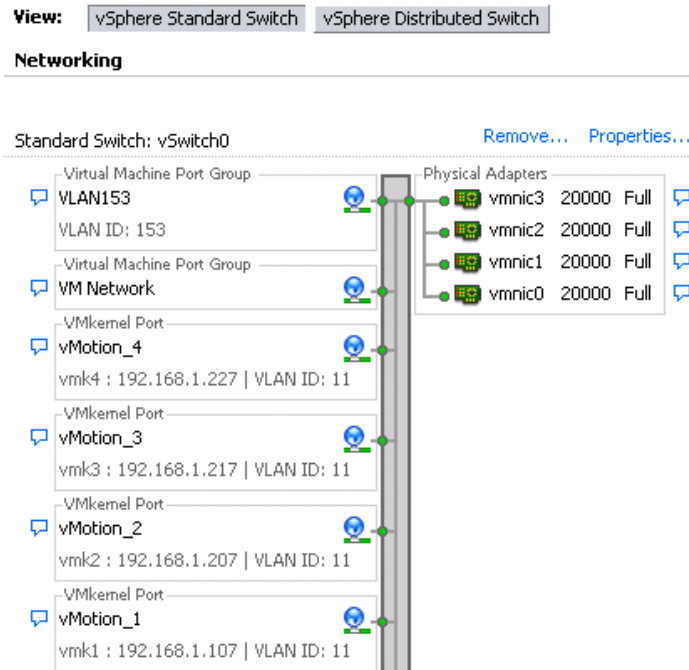 View: vSphere Standard Switch vSphere Distributed Switch
Networking
Standard Switch: vSwitch0 Remove... Properties...
Virtual Machine Port Group
VLAN153
VLAN ID: 153
Virtual Machine Port Group
VM Network
VMkernel Port
vMotion_4
vmk4 : 192.168.1.227 | VLAN ID: 11
VMkernel Port
vMotion_3
vmk3 : 192.168.1.217 | VLAN ID: 11
VMkernel Port
vMotion_2
vmk2 : 192.168.1.207 | VLAN ID: 11
VMkernel Port
vMotion_1
vmk1 : 192.168.1.107 | VLAN ID: 11
Physical Adapters
vmnic3 20000 Full
vmnic2 20000 Full
vmnic1 20000 Full
vmnic0 20000 Full